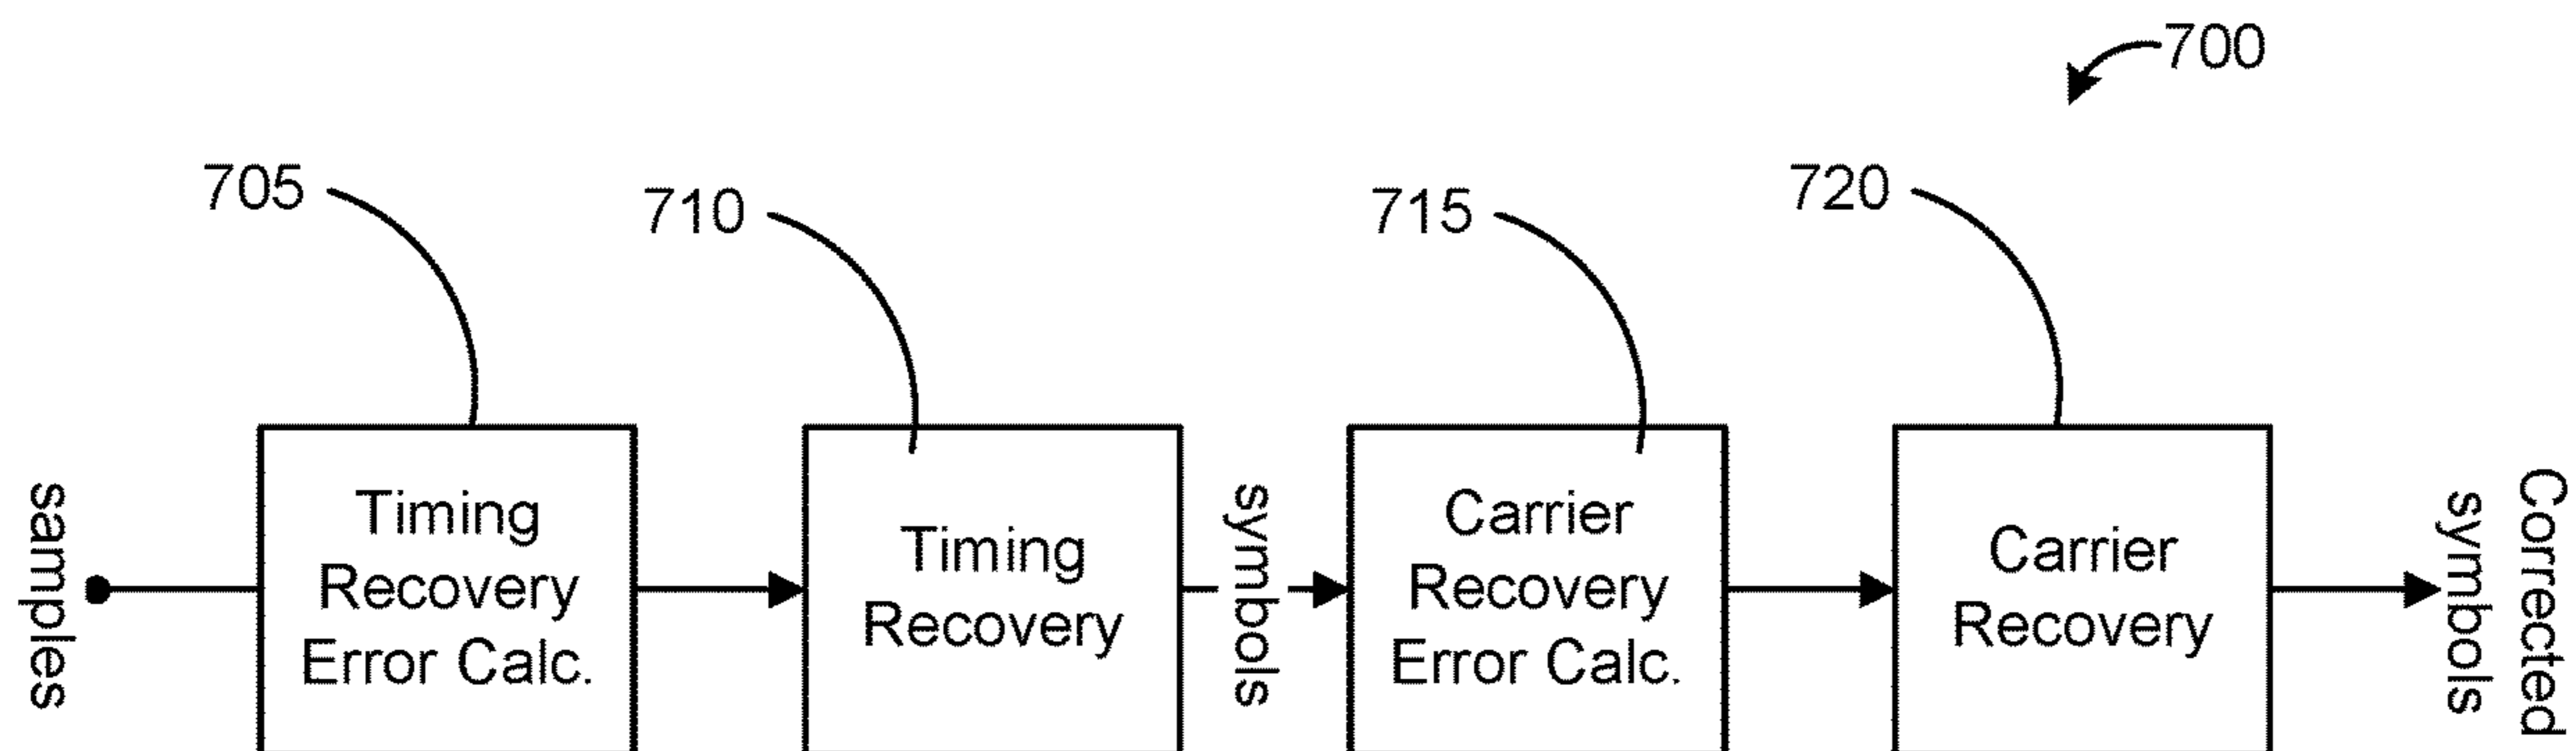 700
705
710
715
720
samples
Timing
Recovery
Error Calc.
Timing
Recovery
symbols
Carrier
Recovery
Error Calc.
Carrier
Recovery
Corrected
symbols